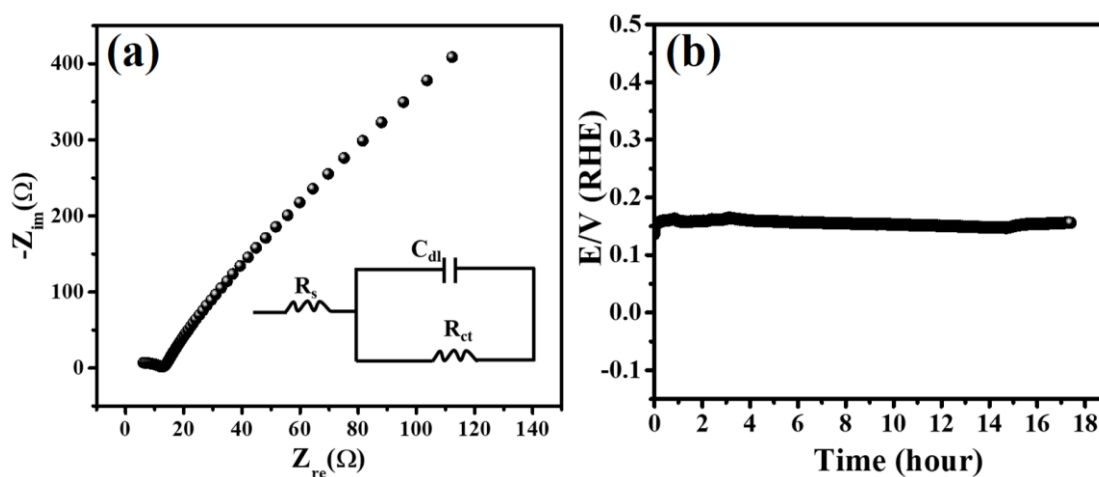 (a)
-Z_im(Ω)
400
300
200
100
0
0 20 40 60 80 100 120 140
Z_re(Ω)
R_s
C_dl
R_ct
(b)
E/V (RHE)
0.5
0.4
0.3
0.2
0.1
0.0
-0.1
0 2 4 6 8 10 12 14 16 18
Time (hour)